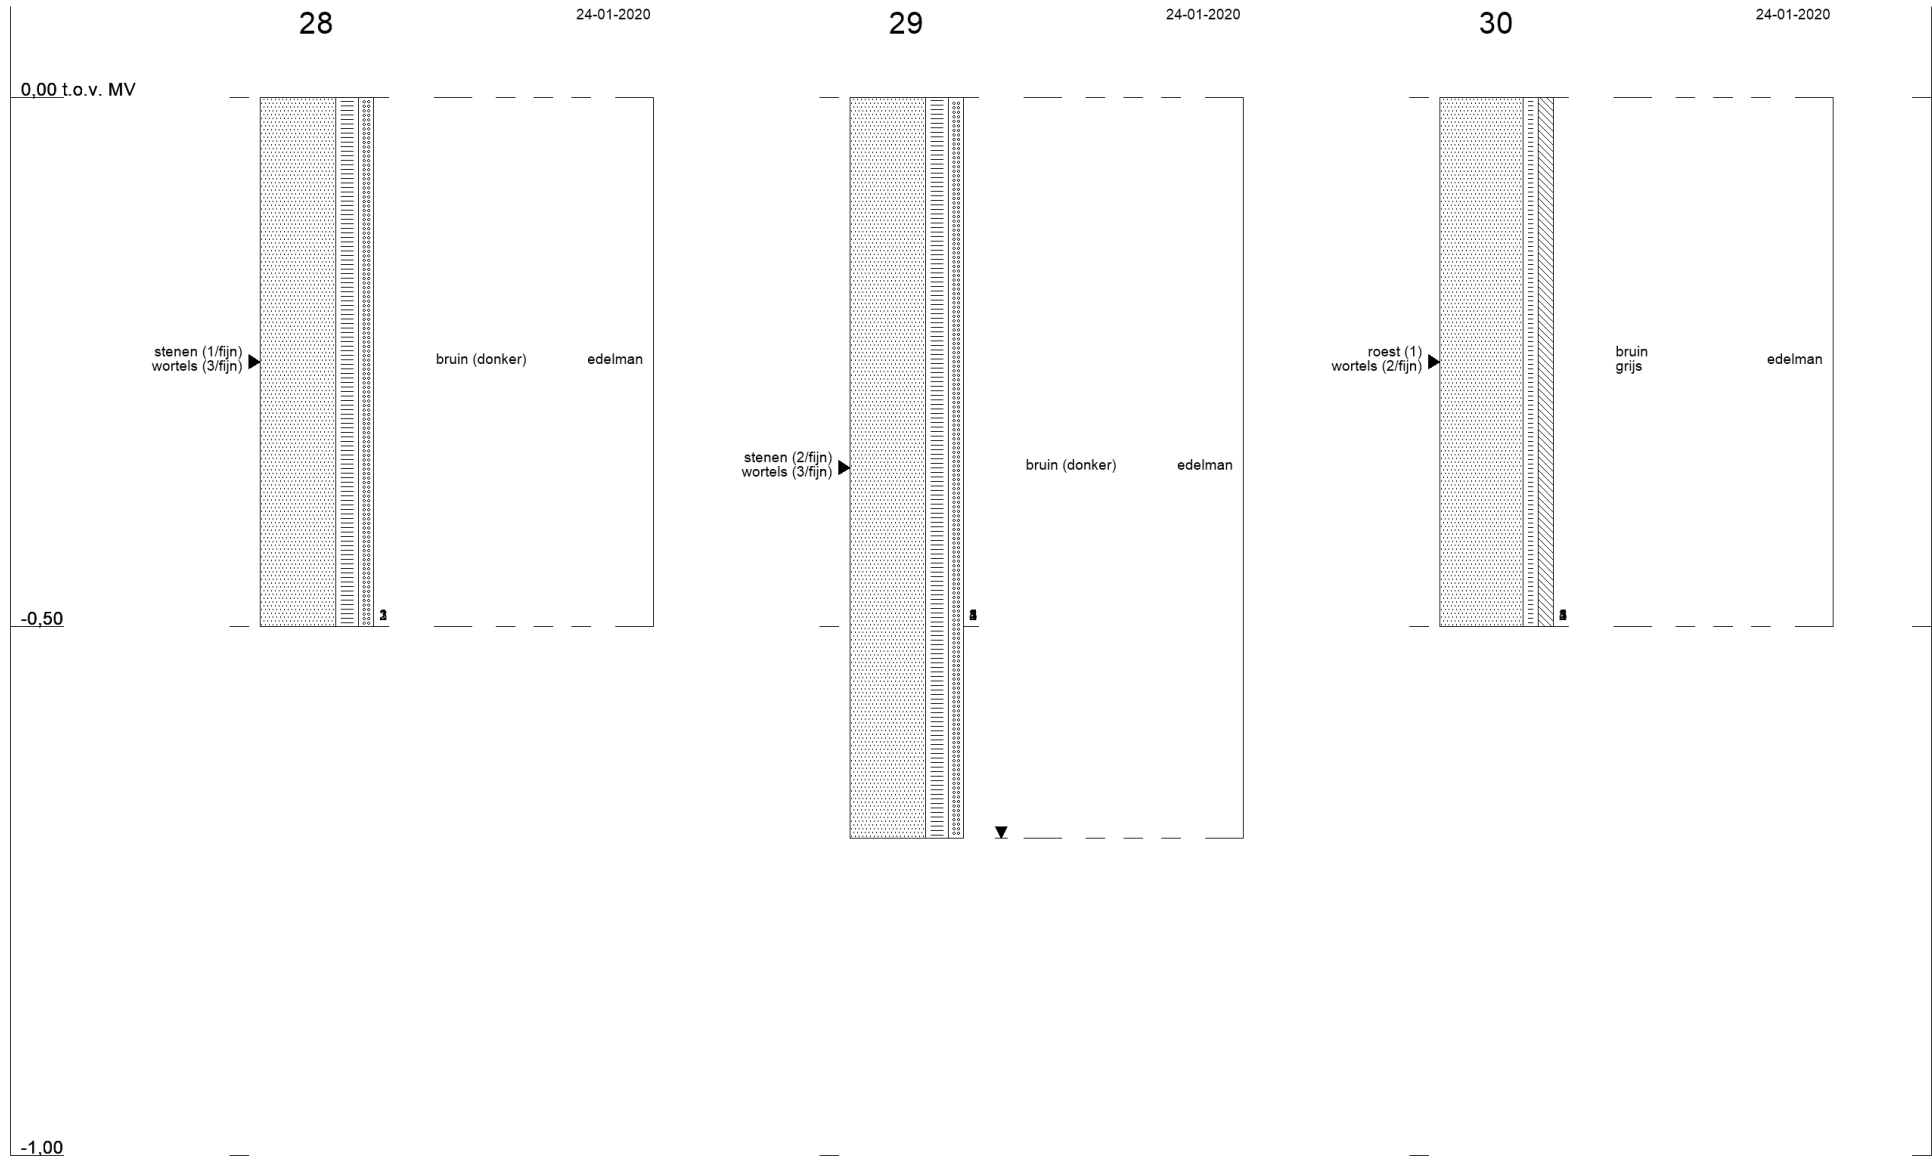 28
24-01-2020
29
24-01-2020
30
24-01-2020
0,00 t.o.v. MV
stenen (1/fijn)
wortels (3/fijn)
bruin (donker)
edelman
roest (1)
wortels (2/fijn)
bruin
grijs
edelman
stenen (2/fijn)
wortels (3/fijn)
bruin (donker)
edelman
-0,50
-1,00